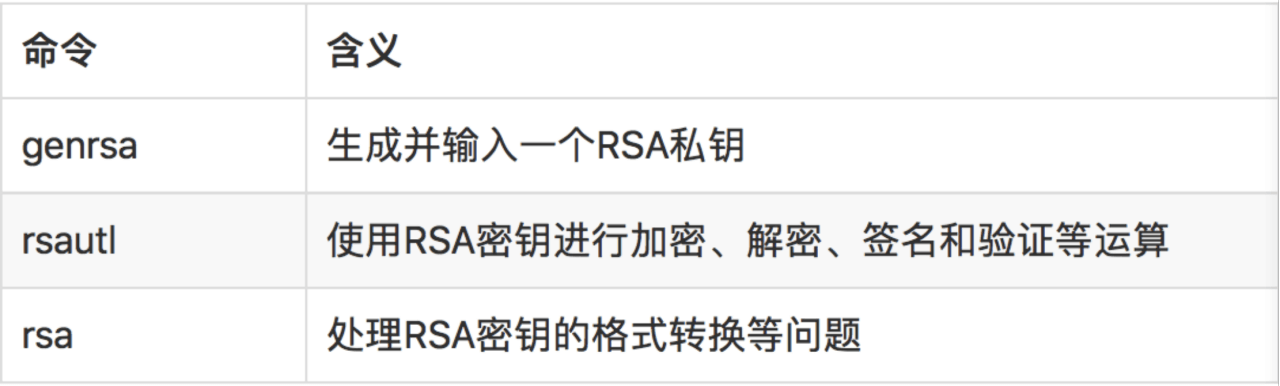 命令 含义
genrsa 生成并输入一个RSA私钥
rsautl 使用RSA密钥进行加密、解密、签名和验证等运算
rsa 处理RSA密钥的格式转换等问题